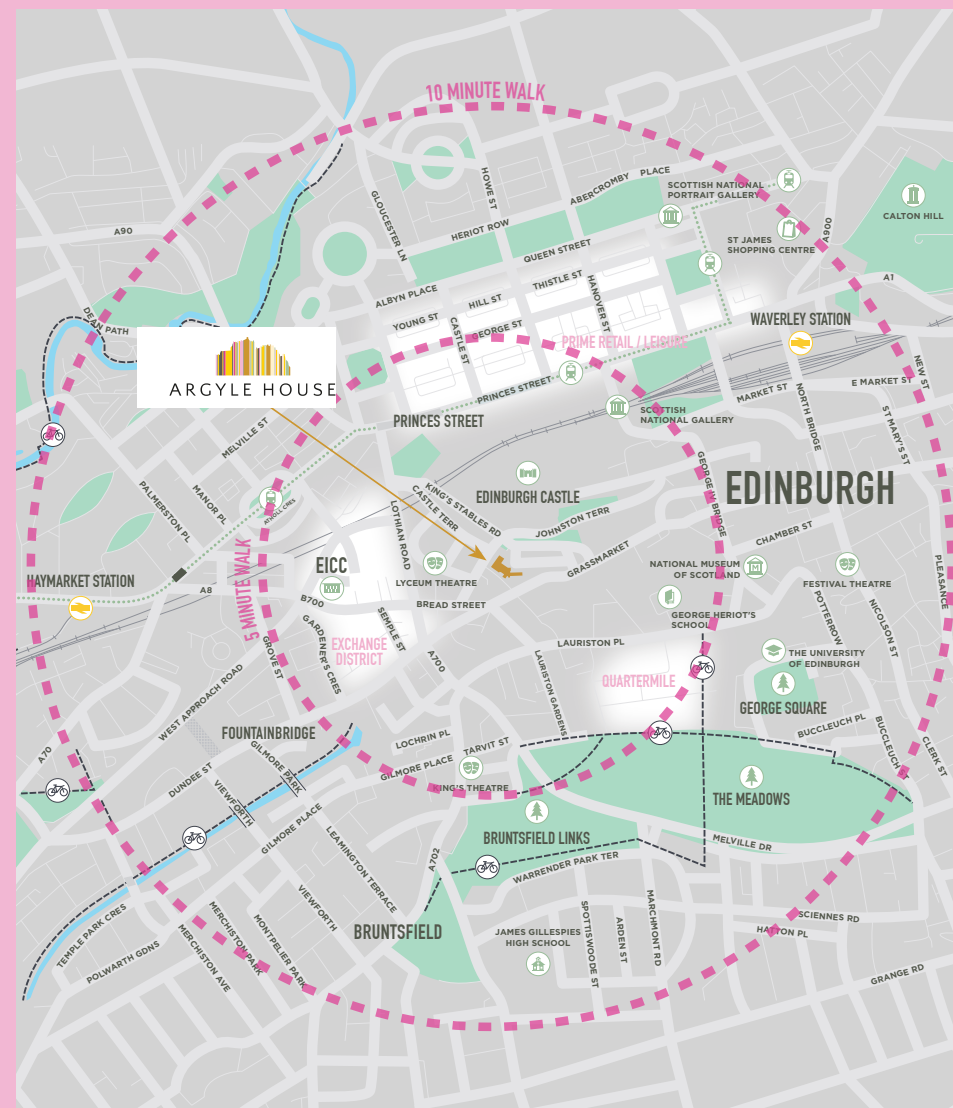 10 MINUTE WALK
HOWE ST
ABERCROMBY PLACE
SCOTTISH NATIONAL
PORTRAIT GALLERY
GLOUCESTER LN
HERIOT ROW
QUEEN STREET
ST JAMES
SHOPPING CENTRE
A900
CALTON HILL
A90
ALBYN PLACE
HILL ST
THISTLE ST
HANOVER ST
A1
YOUNG ST
CASTLE ST
GEORGE ST
DEAN PATH
WAVERLEY STATION
PRIME RETAIL / LEISURE
ARGYLE HOUSE
PRINCES STREET
MARKET ST
NORTH BRIDGE
E MARKET ST
NEW ST
PRINCES STREET
SCOTTISH
NATIONAL GALLERY
ST MARY'S ST
MELVILLE ST
MANOR PL
PALMERSTON PL
ATHOLL CRES
GEORGE IV BRIDGE
EDINBURGH
EDINBURGH CASTLE
KING'S STABLES RD
CASTLE TERR
LOTHIAN ROAD
JOHNSTON TERR
CHAMBER ST
GRASSMARKET
HAYMARKET STATION
A8
5 MINUTE WALK
EICC
LYCEUM THEATRE
NATIONAL MUSEUM
OF SCOTLAND
FESTIVAL THEATRE
PLEASANCE
B700
BREAD STREET
GEORGE HERIOT'S
SCHOOL
POTTERROW
NICOLSON ST
GARDENER'S CRES
SEMPLE ST
EXCHANGE
DISTRICT
GROVE ST
A700
LAURISTON PL
LAURISTON GARDENS
QUARTERMILE
THE UNIVERSITY
OF EDINBURGH
GEORGE SQUARE
WEST APPROACH ROAD
FOUNTAINBRIDGE
BUCCLEUCH PL
BUCCLEUCH
CLERK ST
A70
LOCHRIN PL
TARVIT ST
GILMORE PARK
GILMORE PLACE
KING'S THEATRE
DUNDEE ST
VIEWFORTH
THE MEADOWS
GILMORE PLACE
BRUNTSFIELD LINKS
MELVILLE DR
LEAMINGTON TERRACE
A702
WARRENDER PARK TER
VIEWFORTH
TEMPLE PARK CRES
MERCHISTON PARK
MONTPELIER PARK
MERCHISTON AVE
POLWARTH GDNS
BRUNTSFIELD
JAMES GILLESPIES
HIGH SCHOOL
SPOTTISWOODE ST
ARDEN ST
MARCHMONT RD
SCIENNES RD
HATTON PL
GRANGE RD